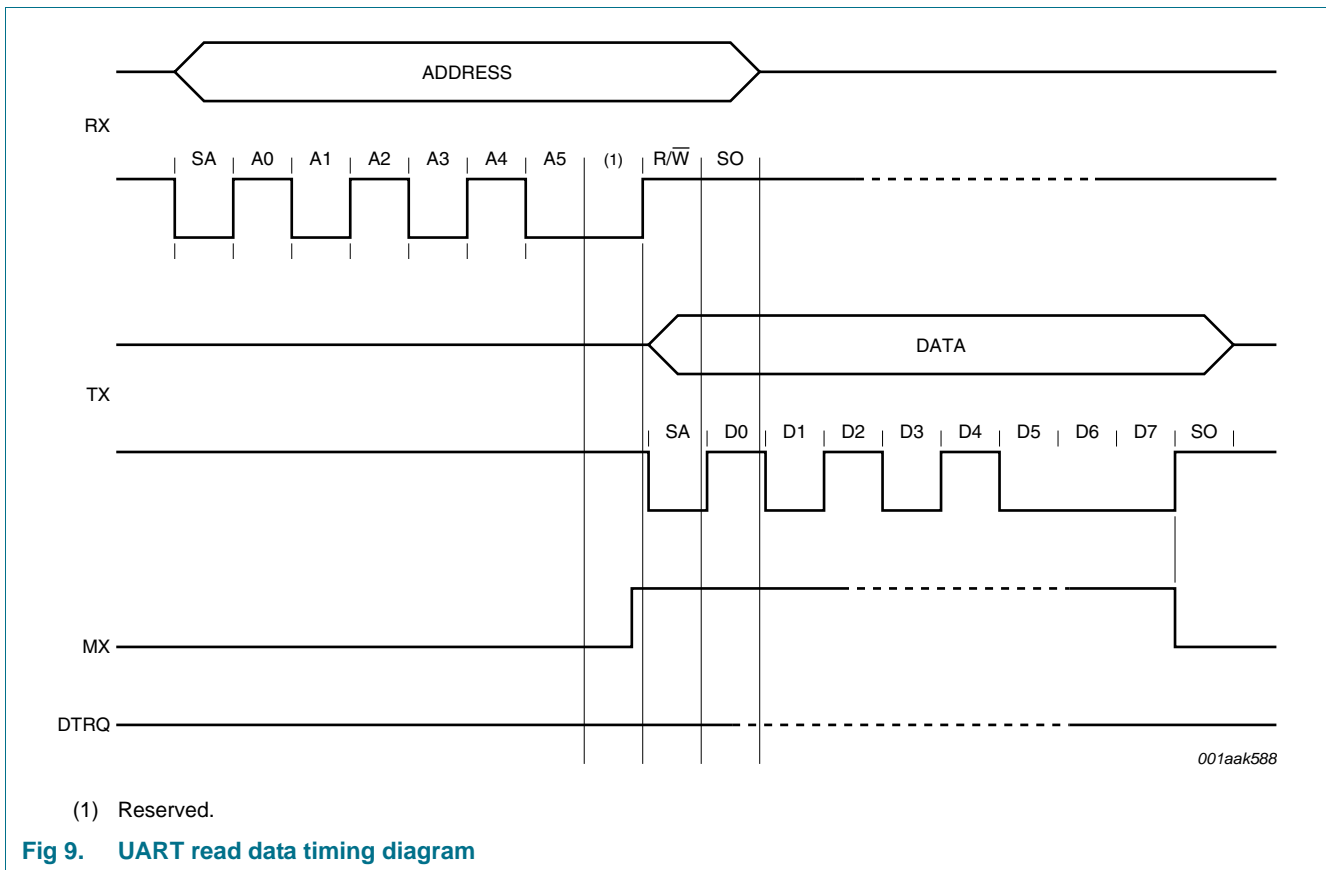 ADDRESS
RX
SA A0 A1 A2 A3 A4 A5 (1) R/W̅ SO
DATA
TX
SA D0 D1 D2 D3 D4 D5 D6 D7 SO
MX
DTRQ
001aak588
(1) Reserved.
Fig 9. UART read data timing diagram